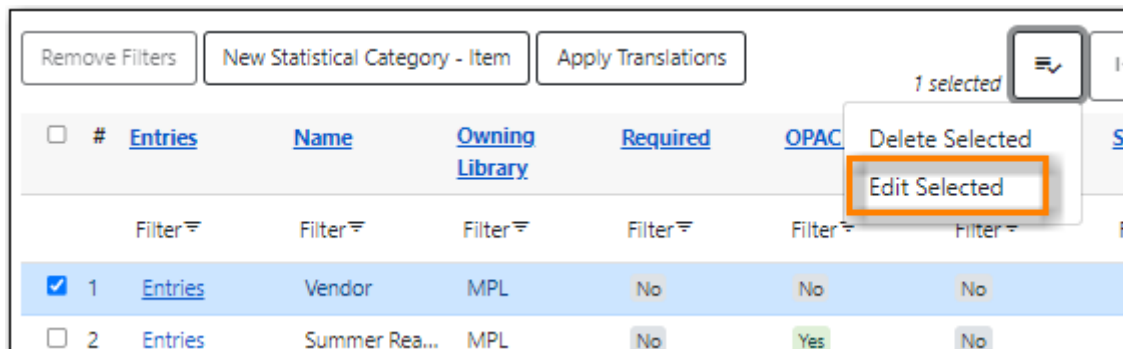 Remove Filters New Statistical Category - Item Apply Translations 1 selected
# Entries Name Owning Library Required OPAC
Delete Selected
Edit Selected
Filter Filter Filter Filter Filter Filter
1 Entries Vendor MPL No No No
2 Entries Summer Rea... MPL No Yes No